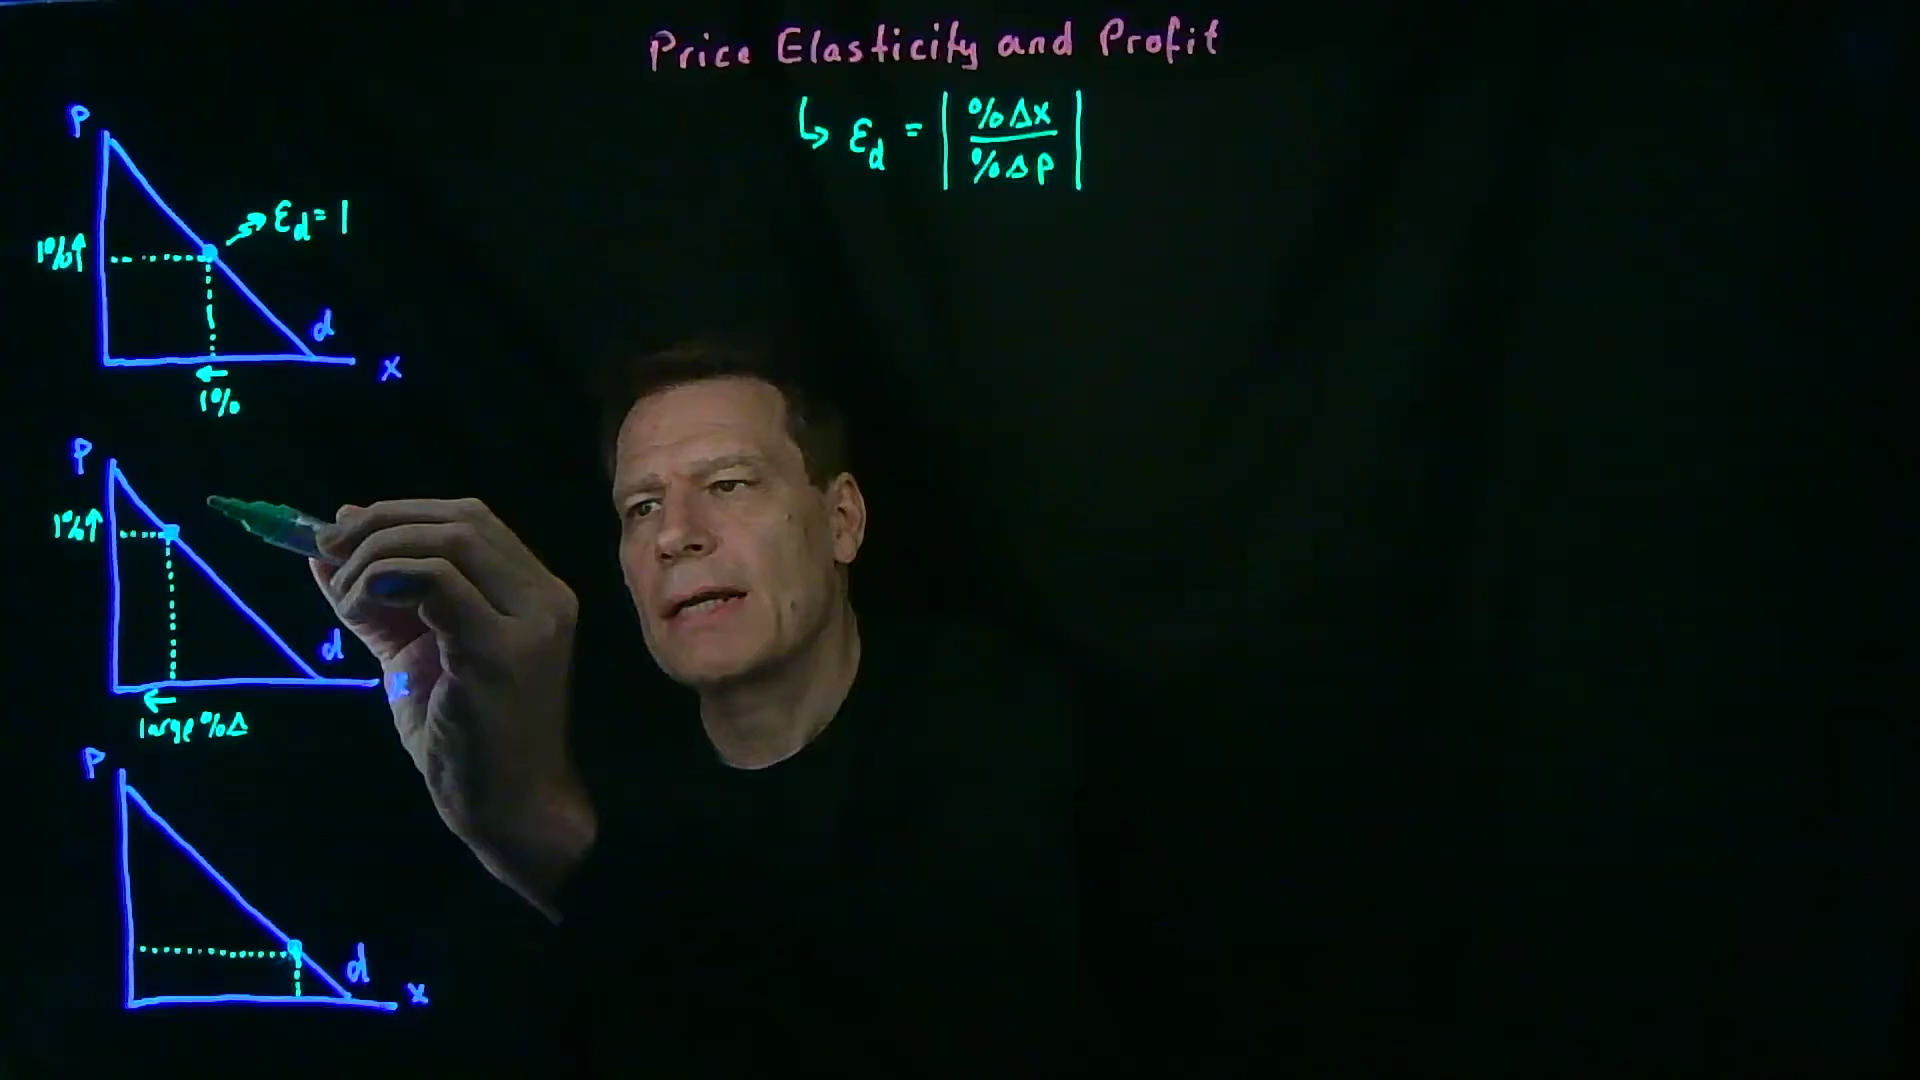 Price Elasticity and Profit
↳ εd = | %Δx / %Δp |
P
1%↑
→ εd = 1
d
x
← 1%
P
1%↑
d
x
←
large %Δ
P
d
x